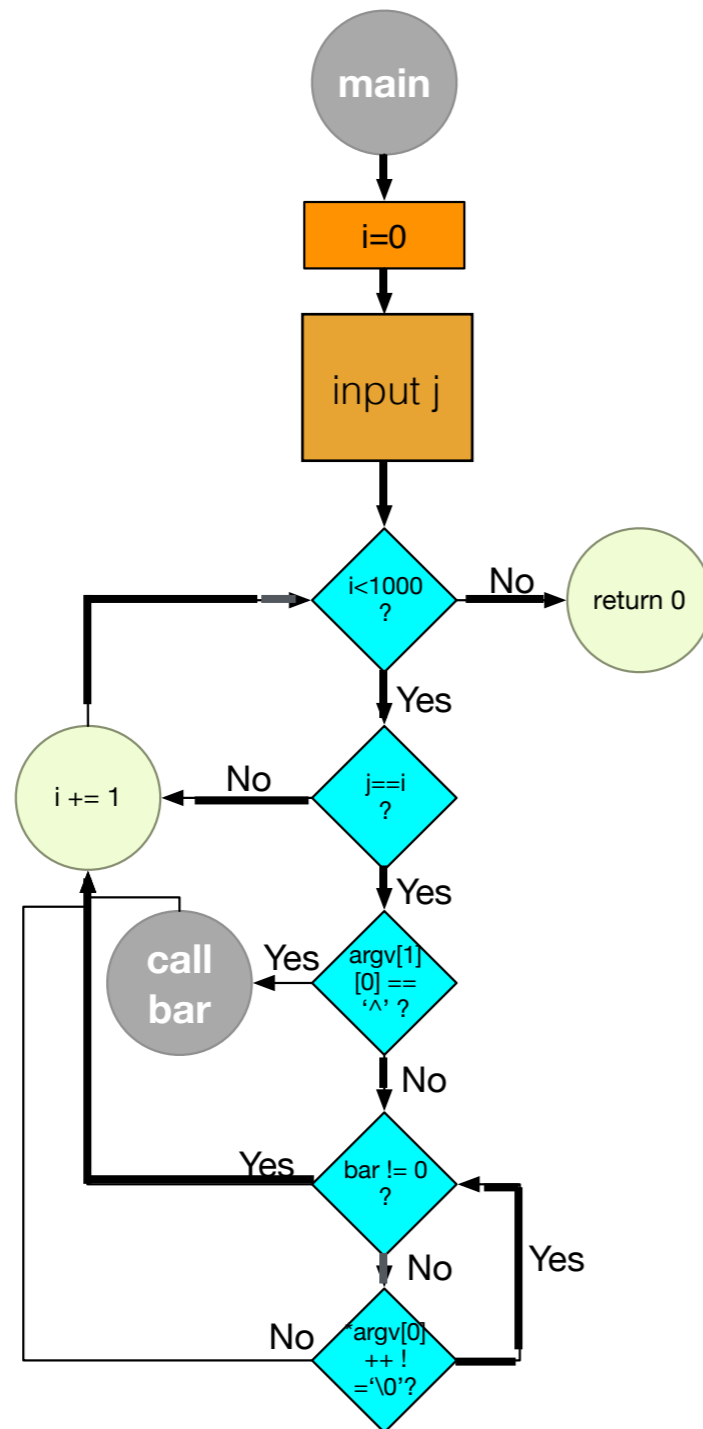 main
i=0
input j
i<1000
?
No
return 0
Yes
j==i
?
No
i += 1
Yes
argv[1]
[0] ==
‘^’ ?
Yes
call
bar
No
bar != 0
?
Yes
No
Yes
*argv[0]
++ !
=‘\0’?
No